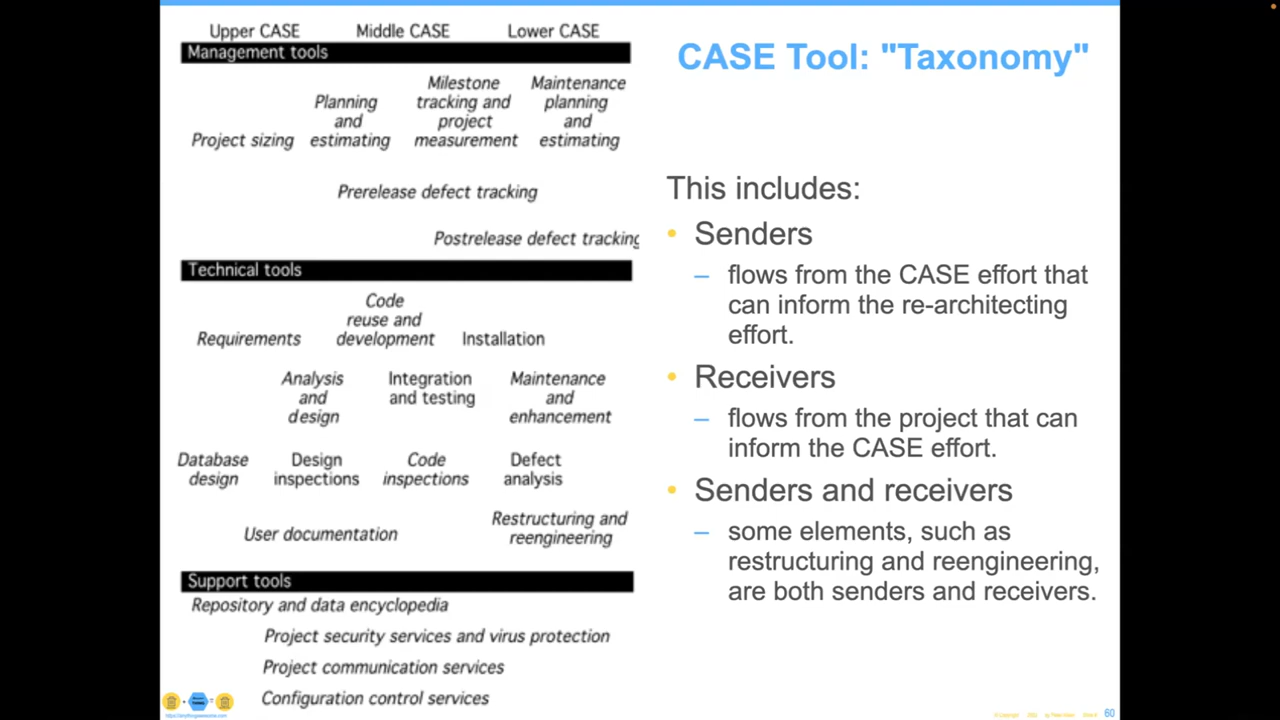 Upper CASE Middle CASE Lower CASE
Management tools
Project sizing
Planning
and
estimating
Milestone
tracking and
project
measurement
Maintenance
planning
and
estimating
Prerelease defect tracking
Postrelease defect tracking
Technical tools
Requirements
Code
reuse and
development
Installation
Analysis
and
design
Integration
and testing
Maintenance
and
enhancement
Database
design
Design
inspections
Code
inspections
Defect
analysis
User documentation
Restructuring and
reengineering
Support tools
Repository and data encyclopedia
Project security services and virus protection
Project communication services
Configuration control services
CASE Tool: "Taxonomy"
This includes:
• Senders
– flows from the CASE effort that
can inform the re-architecting
effort.
• Receivers
– flows from the project that can
inform the CASE effort.
• Senders and receivers
– some elements, such as
restructuring and reengineering,
are both senders and receivers.
60